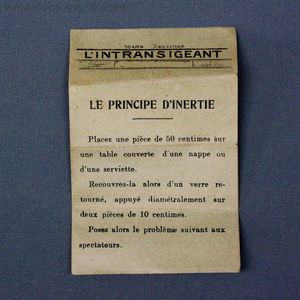 L'INTRANSIGEANT
LE PRINCIPE D'INERTIE
Placez une pièce de 50 centimes sur
une table couverte d'une nappe ou
d'une serviette.
Recouvrez-la alors d'un verre re-
tourné, appuyé diamétralement sur
deux pièces de 10 centimes.
Posez alors le problème suivant aux
spectateurs.